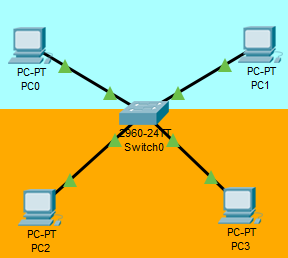 PC-PT
PC0
PC-PT
PC1
2960-24TT
Switch0
PC-PT
PC2
PC-PT
PC3